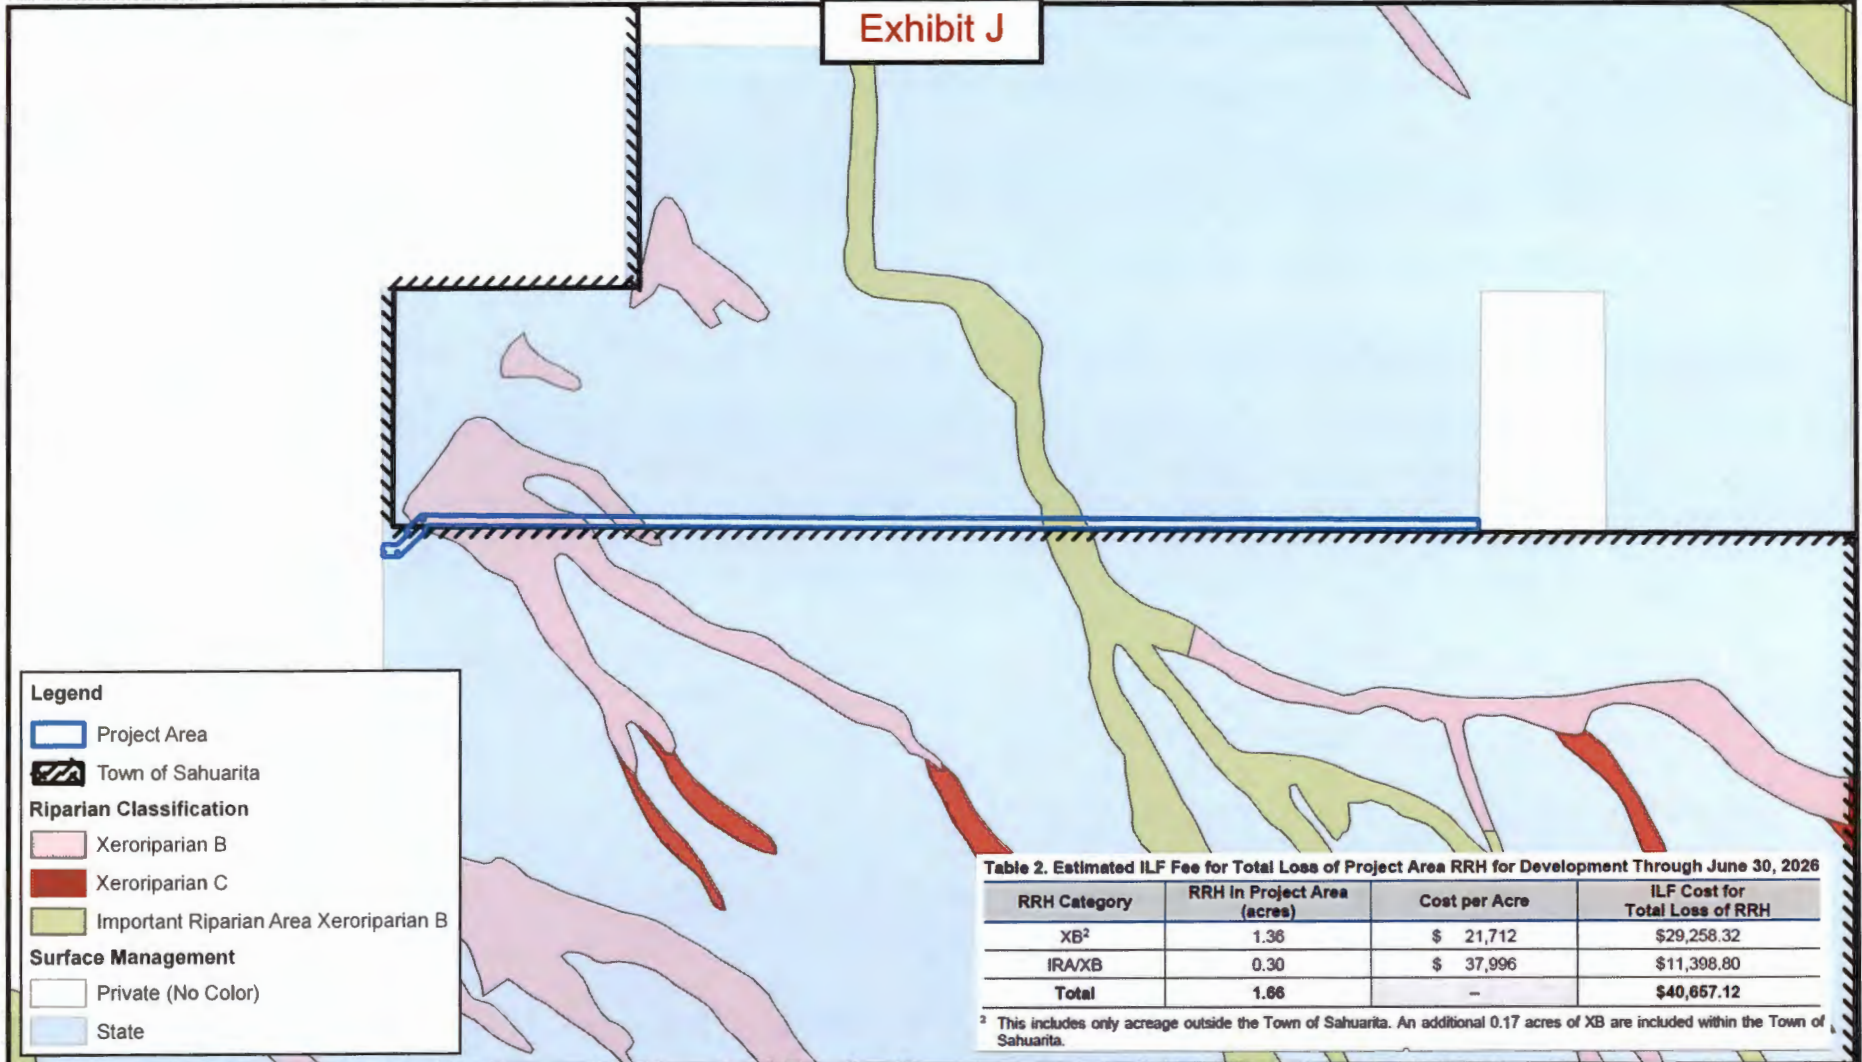 Exhibit J
Legend
Project Area
Town of Sahuarita
Riparian Classification
Xeroriparian B
Xeroriparian C
Important Riparian Area Xeroriparian B
Surface Management
Private (No Color)
State
Table 2. Estimated ILF Fee for Total Loss of Project Area RRH for Development Through June 30, 2026
RRH Category RRH in Project Area (acres) Cost per Acre ILF Cost for Total Loss of RRH
XB² 1.36 $ 21,712 $29,258.32
IRA/XB 0.30 $ 37,996 $11,398.80
Total 1.66 – $40,657.12
² This includes only acreage outside the Town of Sahuarita. An additional 0.17 acres of XB are included within the Town of
Sahuarita.